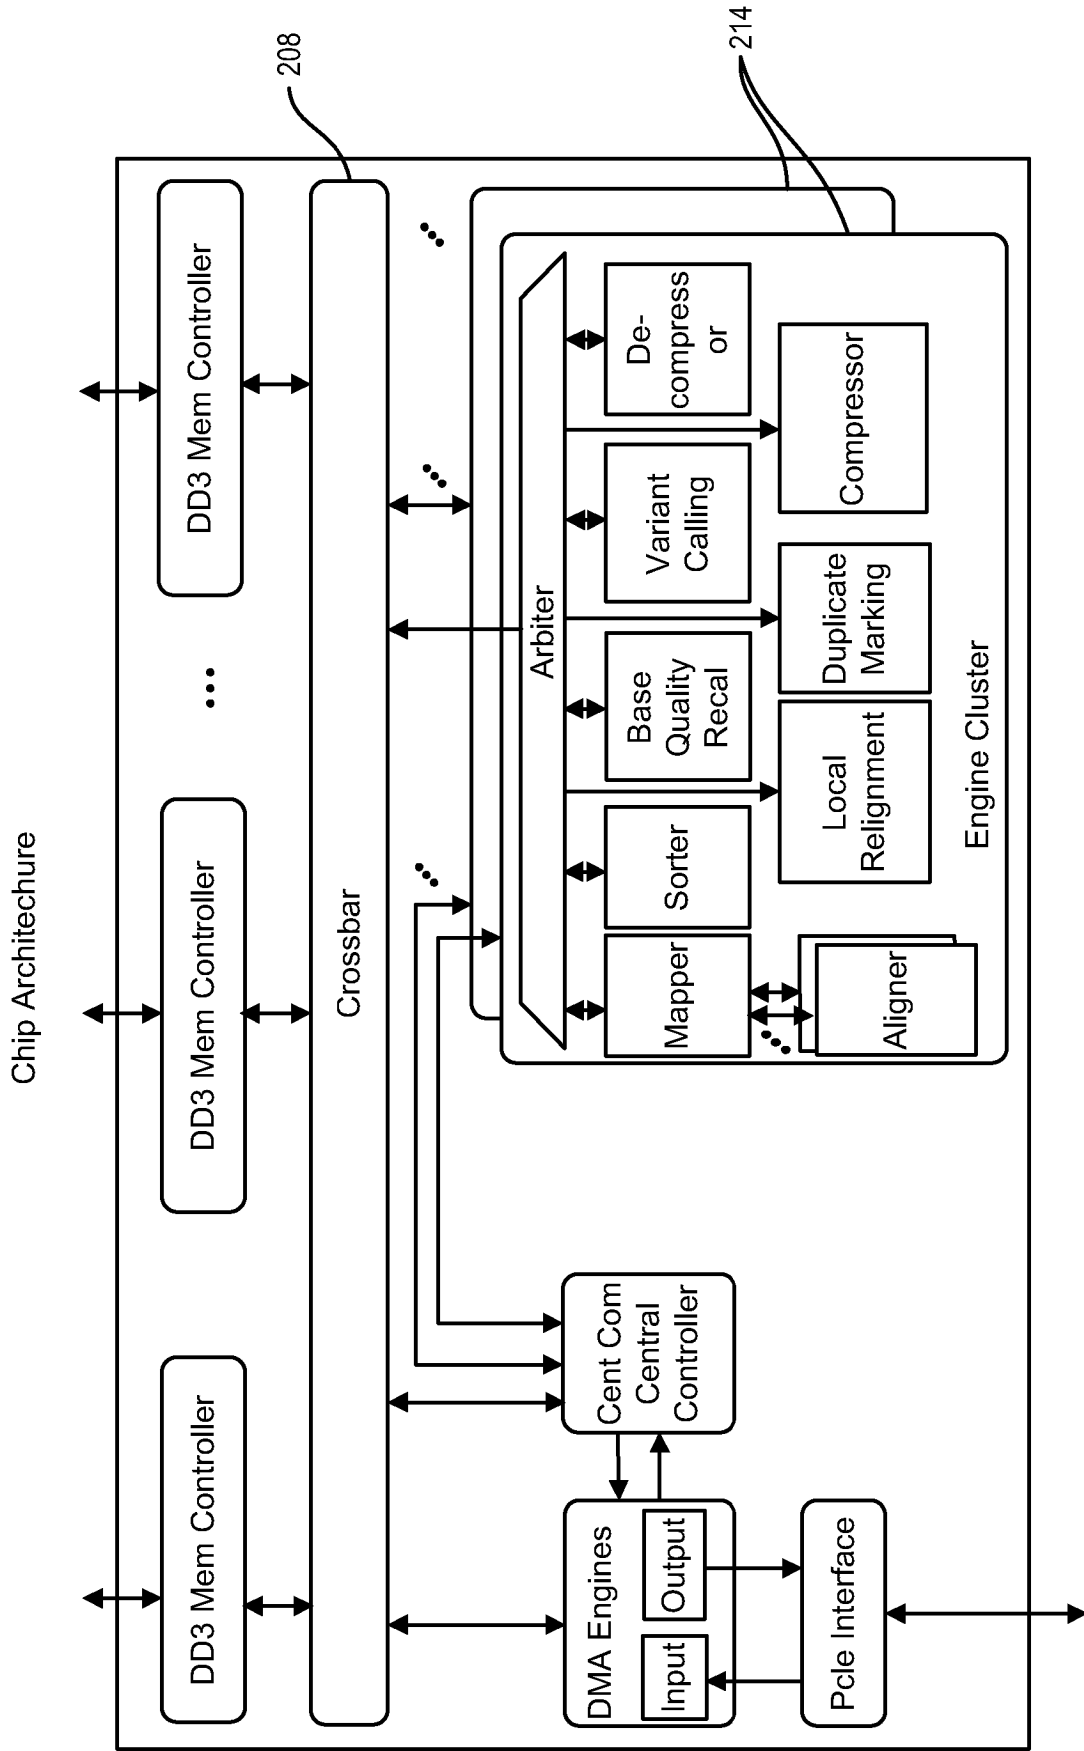 Chip Architechure
DD3 Mem Controller
DD3 Mem Controller
DD3 Mem Controller
Crossbar
208
214
Arbiter
Mapper
Sorter
Base
Quality
Recal
Variant
Calling
De-
compress
or
Aligner
Local
Relignment
Duplicate
Marking
Compressor
Engine Cluster
Cent Com
Central
Controller
DMA Engines
Input
Output
PcIe Interface